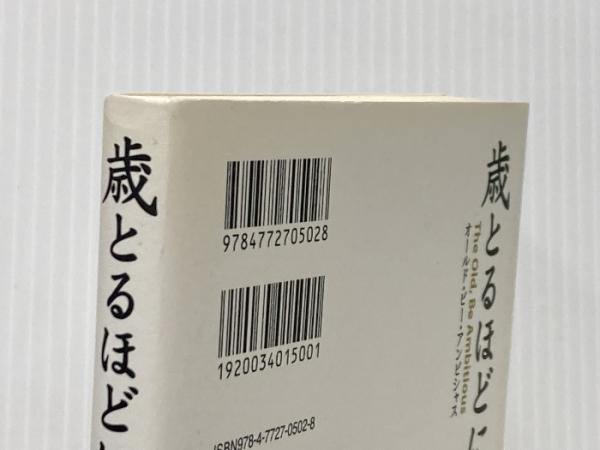 歳とるほど
9784772705028
1920034015001
ISBN978-4-7727-0502-8
歳とるほどに
The Old, Be Ambitious
オールド・ビー・アンビシャス